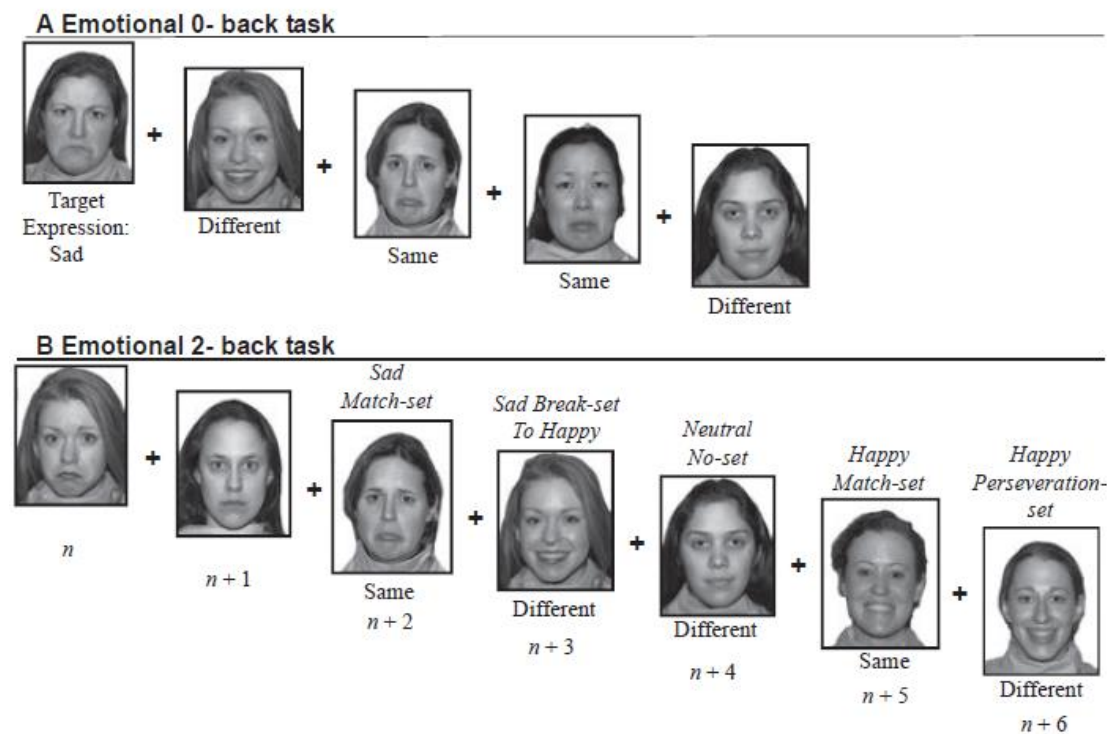 A Emotional 0- back task
+
+
+
+
Target
Expression:
Sad
Different
Same
Same
Different
B Emotional 2- back task
Sad
Match-set
Sad Break-set
To Happy
Neutral
No-set
Happy
Match-set
Happy
Perseveration-
set
+
+
+
+
+
+
n
n + 1
Same
n + 2
Different
n + 3
Different
n + 4
Same
n + 5
Different
n + 6